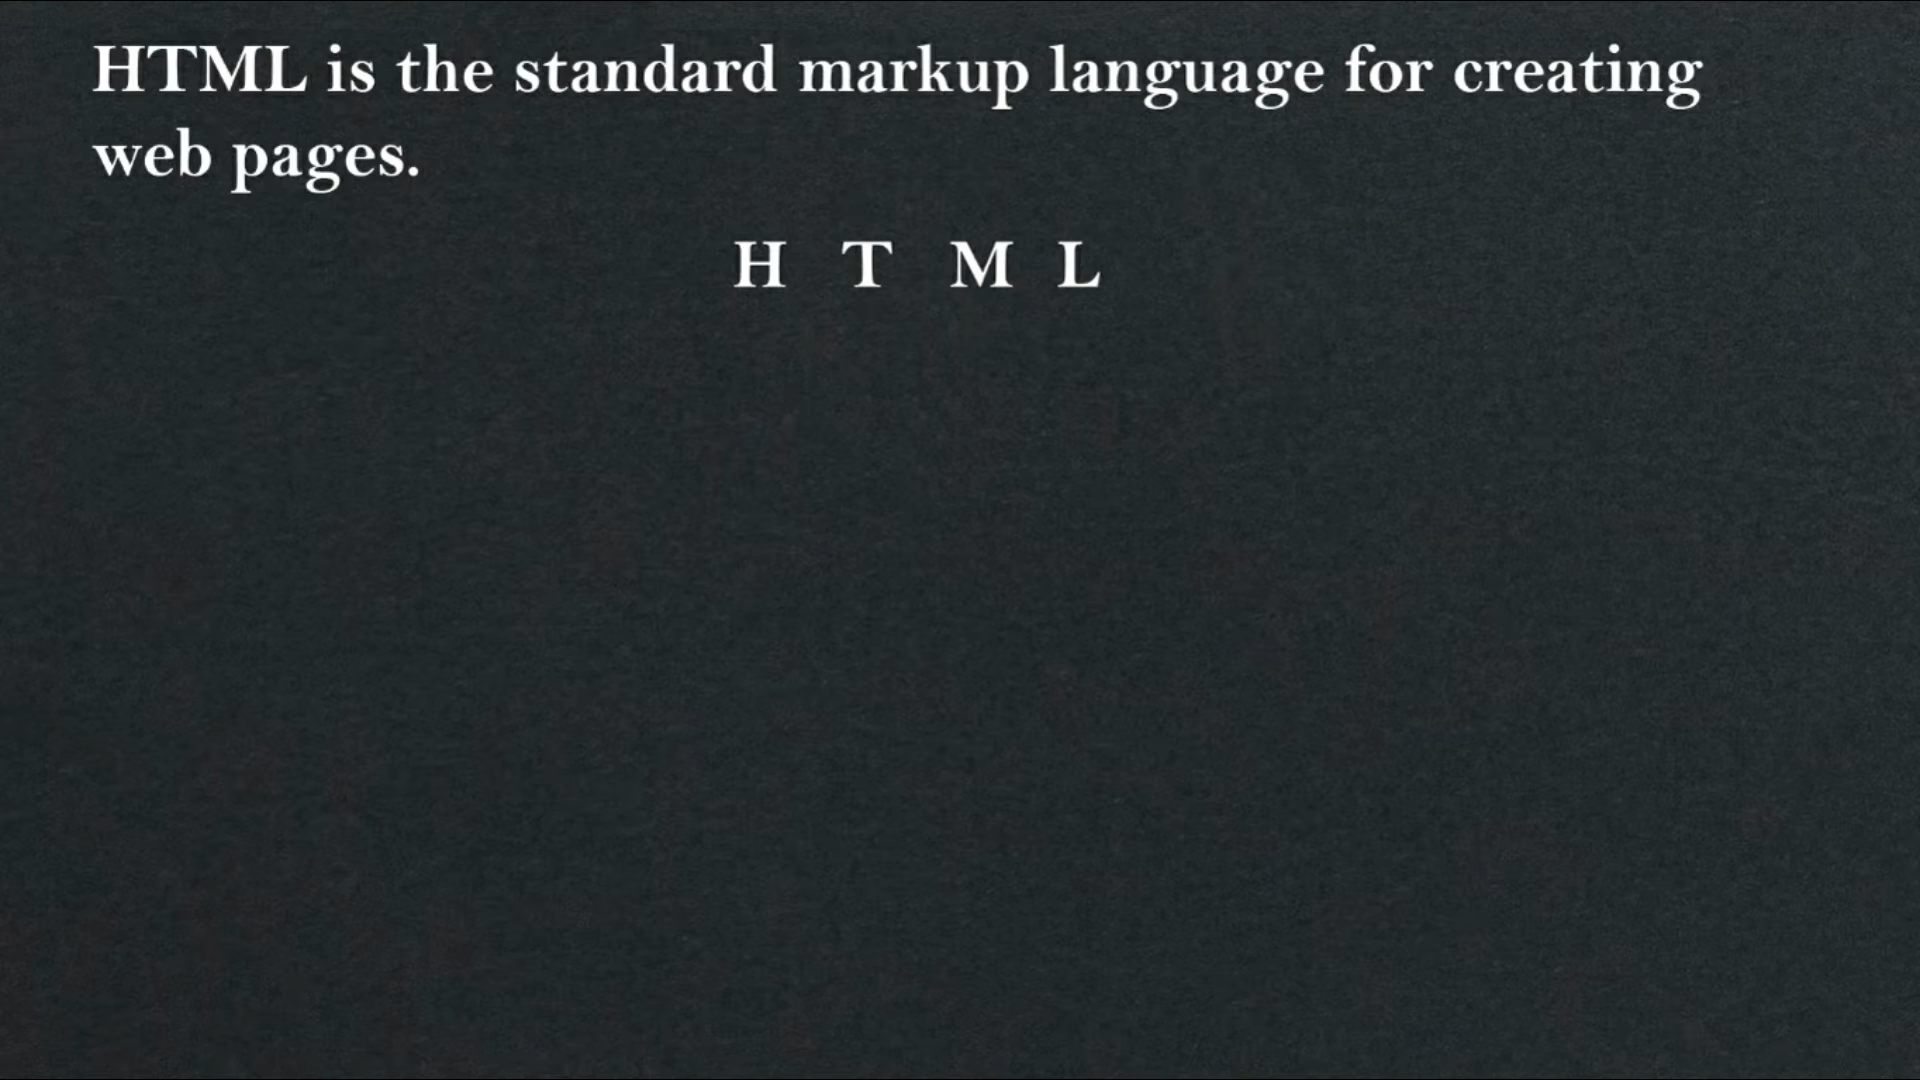 HTML is the standard markup language for creating
web pages.
H T M L